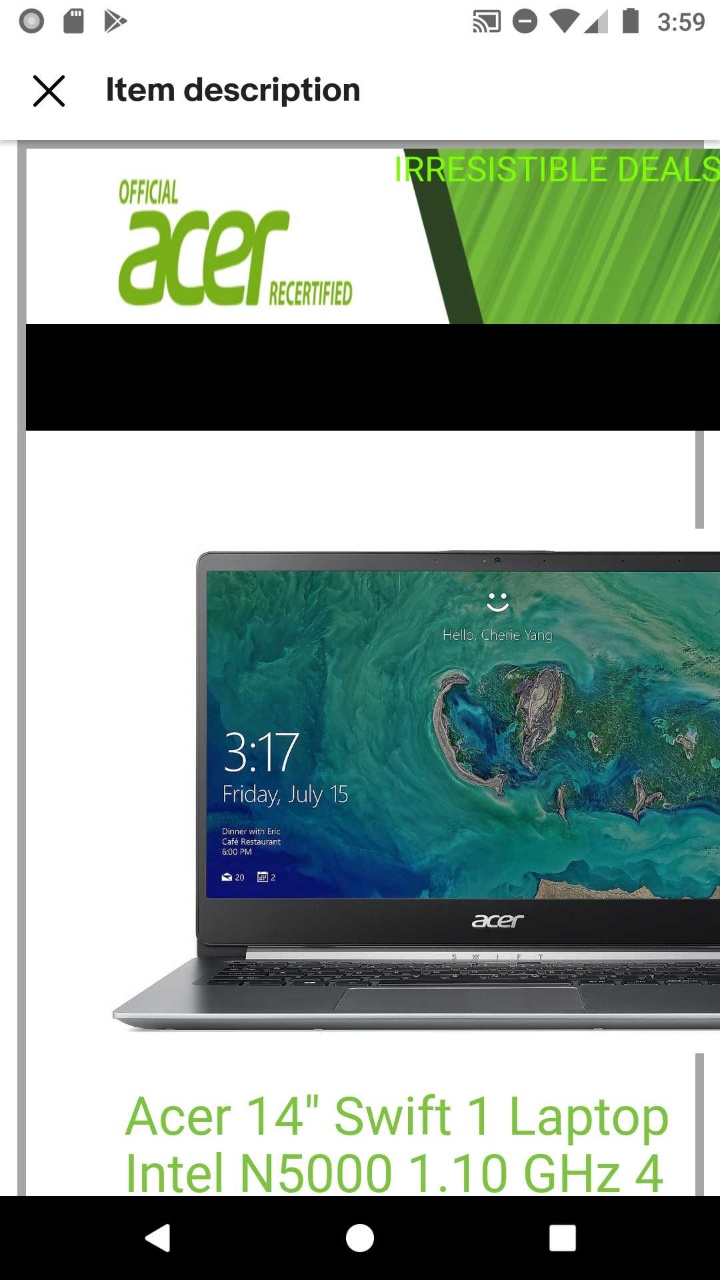 3:59
Item description
IRRESISTIBLE DEALS
OFFICIAL
acer
RECERTIFIED
Hello, Cherie Yang
3:17
Friday, July 15
Dinner with Eric
Café Restaurant
6:00 PM
20 2
acer
SWIFT
Acer 14" Swift 1 Laptop
Intel N5000 1.10 GHz 4